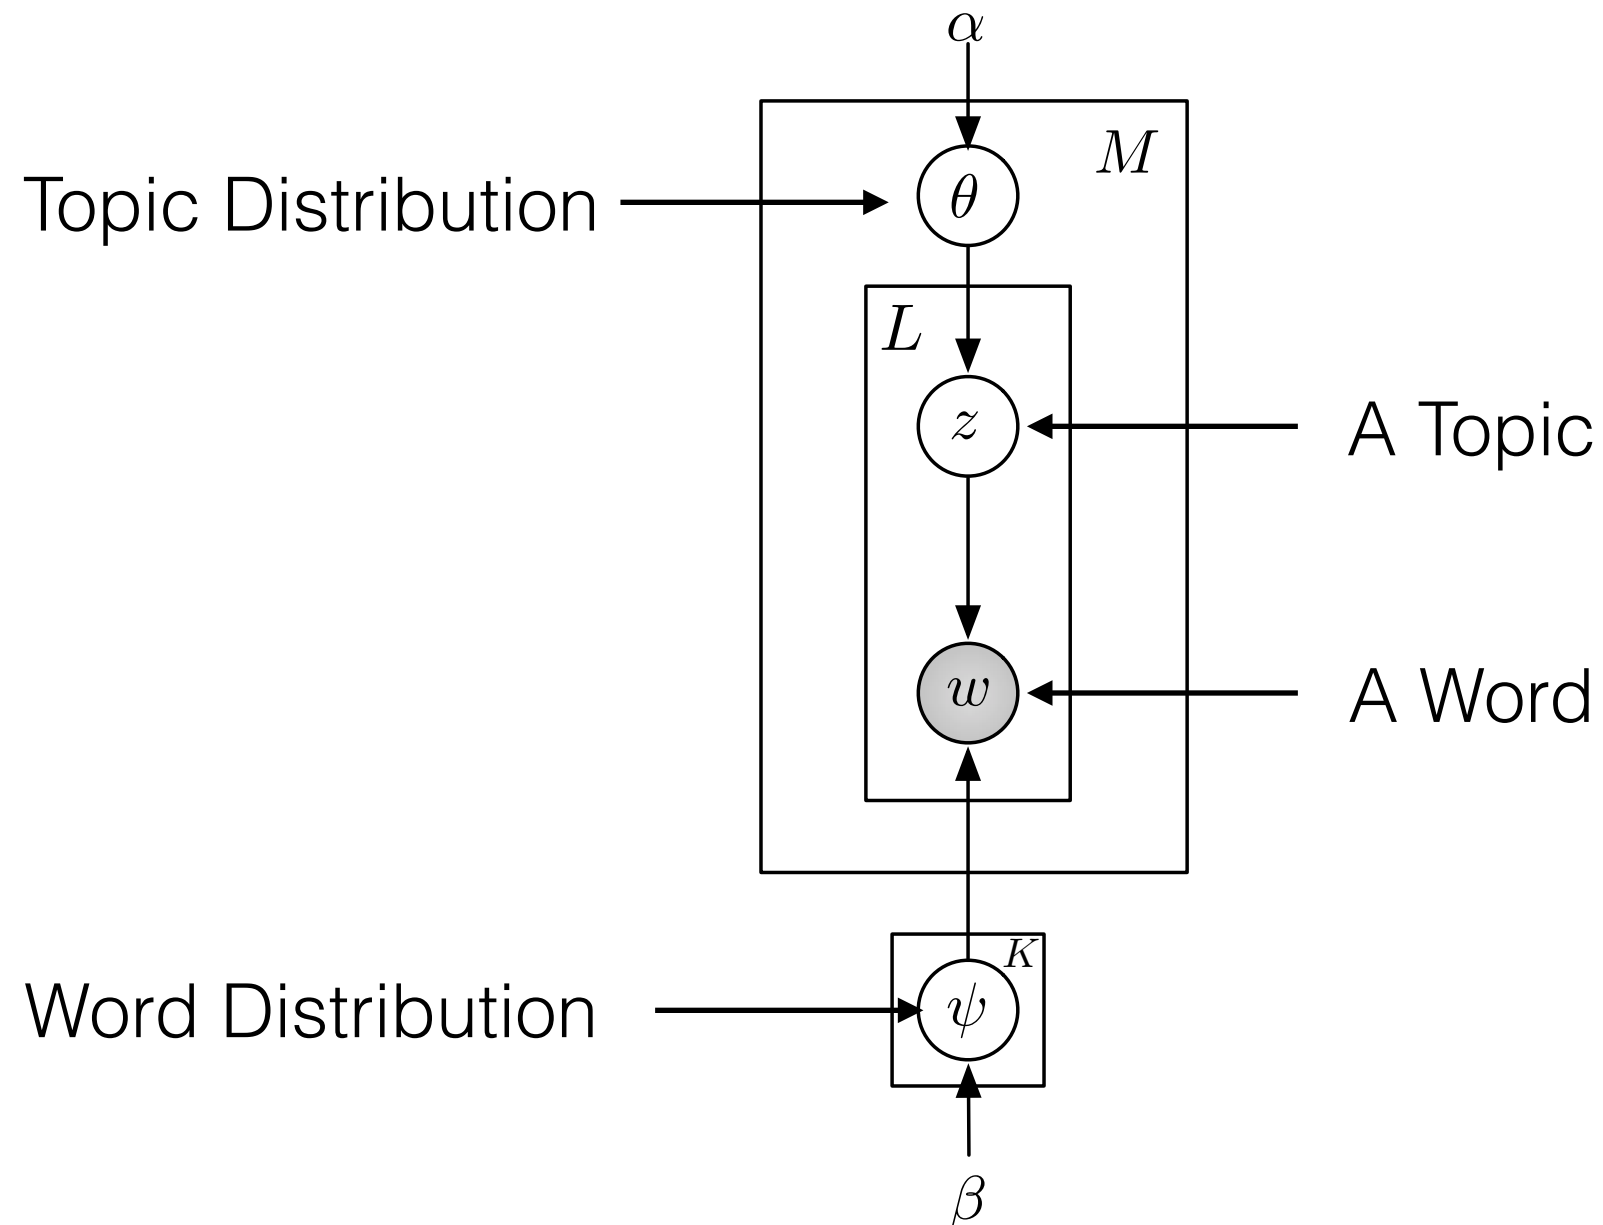 α
M
Topic Distribution
θ
L
z
A Topic
w
A Word
K
Word Distribution
ψ
β